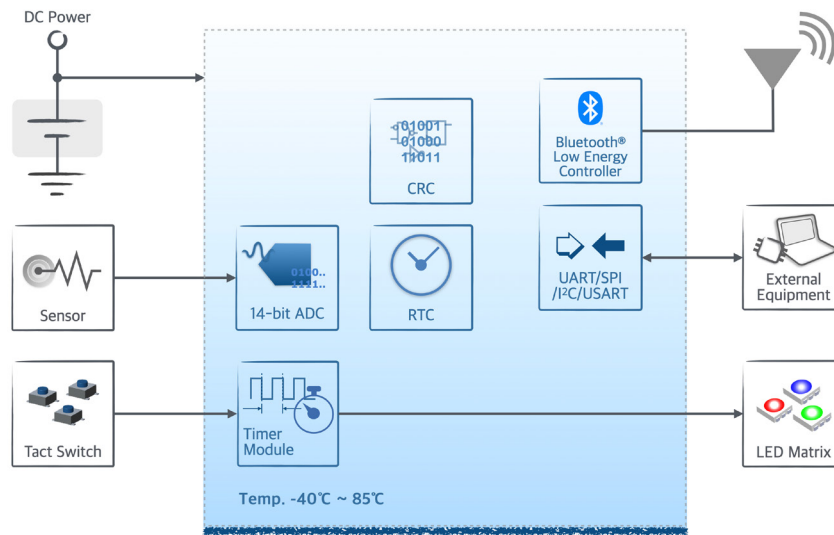 DC Power
01001
01000
11011
CRC
Bluetooth®
Low Energy
Controller
Sensor
0100..
1111..
14-bit ADC
RTC
UART/SPI
/I²C/USART
External
Equipment
Tact Switch
Timer
Module
LED Matrix
Temp. -40℃ ~ 85℃